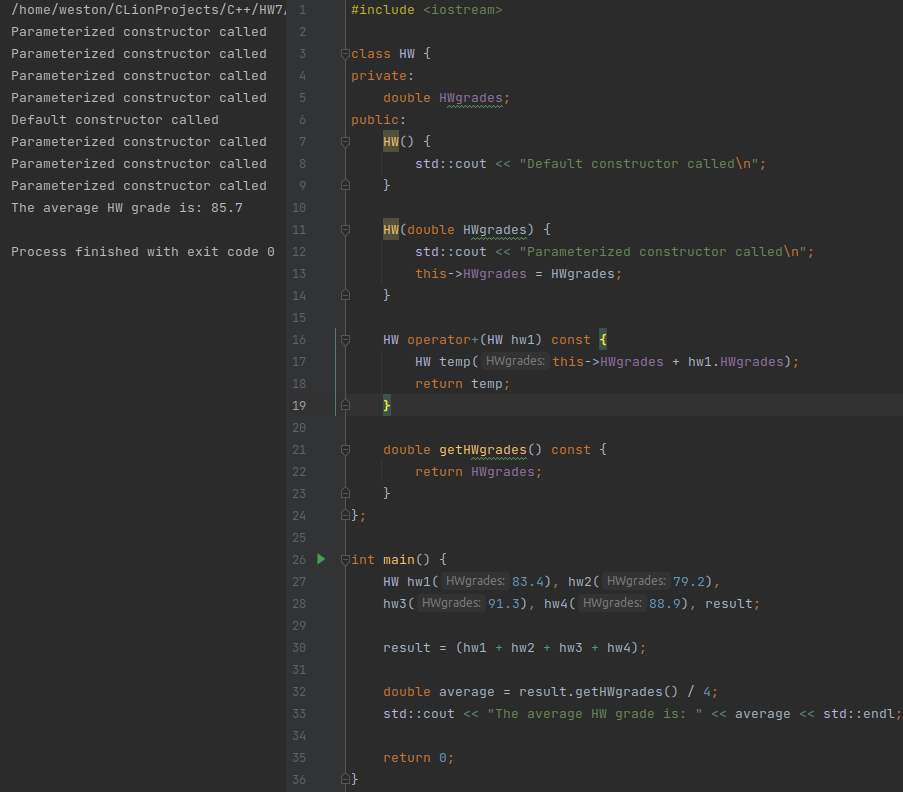 /home/weston/CLionProjects/C++/HW7/
Parameterized constructor called
Parameterized constructor called
Parameterized constructor called
Parameterized constructor called
Default constructor called
Parameterized constructor called
Parameterized constructor called
Parameterized constructor called
The average HW grade is: 85.7
Process finished with exit code 0
1 #include <iostream>
2
3 class HW {
4 private:
5     double HWgrades;
6 public:
7     HW() {
8         std::cout << "Default constructor called\n";
9     }
10
11     HW(double HWgrades) {
12         std::cout << "Parameterized constructor called\n";
13         this->HWgrades = HWgrades;
14     }
15
16     HW operator+(HW hw1) const {
17         HW temp( HWgrades: this->HWgrades + hw1.HWgrades);
18         return temp;
19     }
20
21     double getHWgrades() const {
22         return HWgrades;
23     }
24 };
25
26 int main() {
27     HW hw1( HWgrades: 83.4), hw2( HWgrades: 79.2),
28     hw3( HWgrades: 91.3), hw4( HWgrades: 88.9), result;
29
30     result = (hw1 + hw2 + hw3 + hw4);
31
32     double average = result.getHWgrades() / 4;
33     std::cout << "The average HW grade is: " << average << std::endl;
34
35     return 0;
36 }